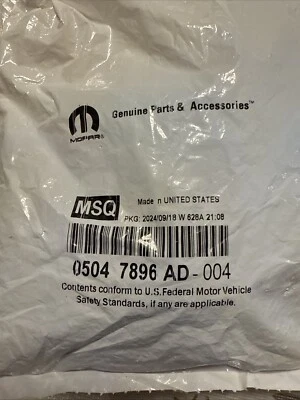 MOPAR
Genuine Parts & Accessories™
MSQ
Made in UNITED STATES
PKG: 2024/09/18 W 628A 21:08
0504 7896 AD-004
Contents conform to U.S. Federal Motor Vehicle
Safety Standards, if any are applicable.